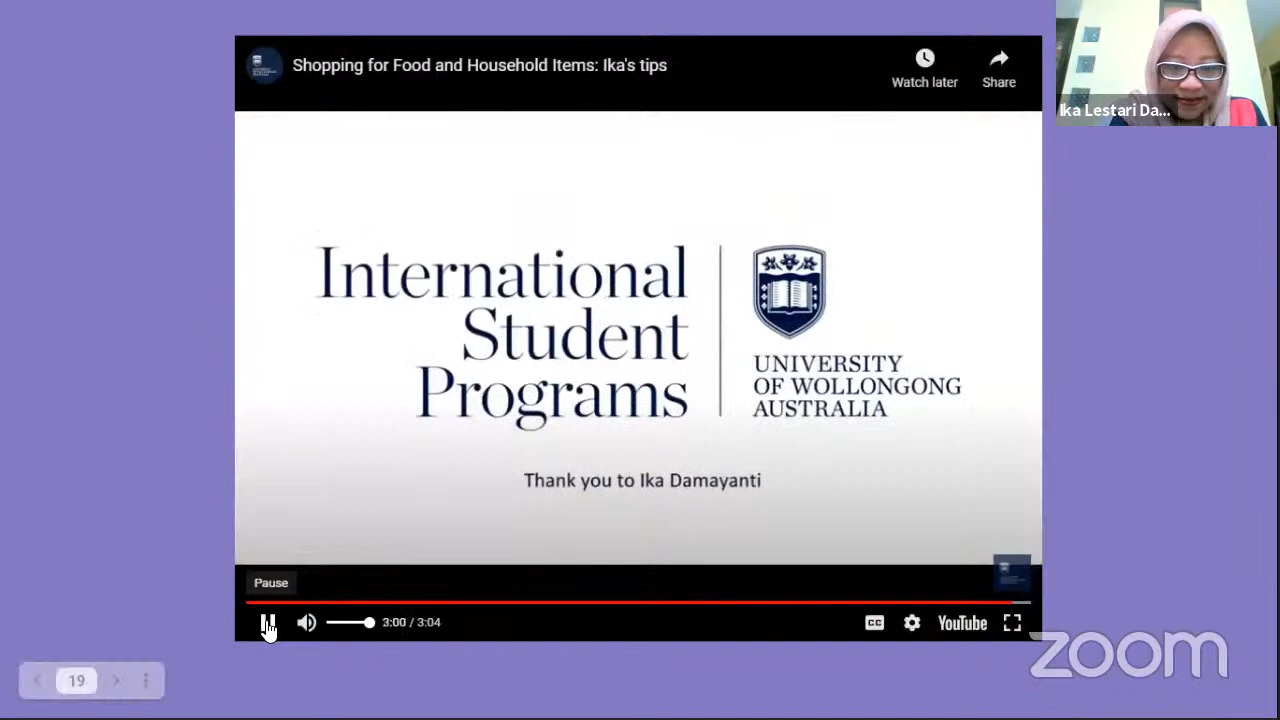 Shopping for Food and Household Items: Ika's tips
Watch later
Share
Ika Lestari Da...
International
Student
Programs
UNIVERSITY
OF WOLLONGONG
AUSTRALIA
Thank you to Ika Damayanti
Pause
3:00 / 3:04
CC
YouTube
zoom
19